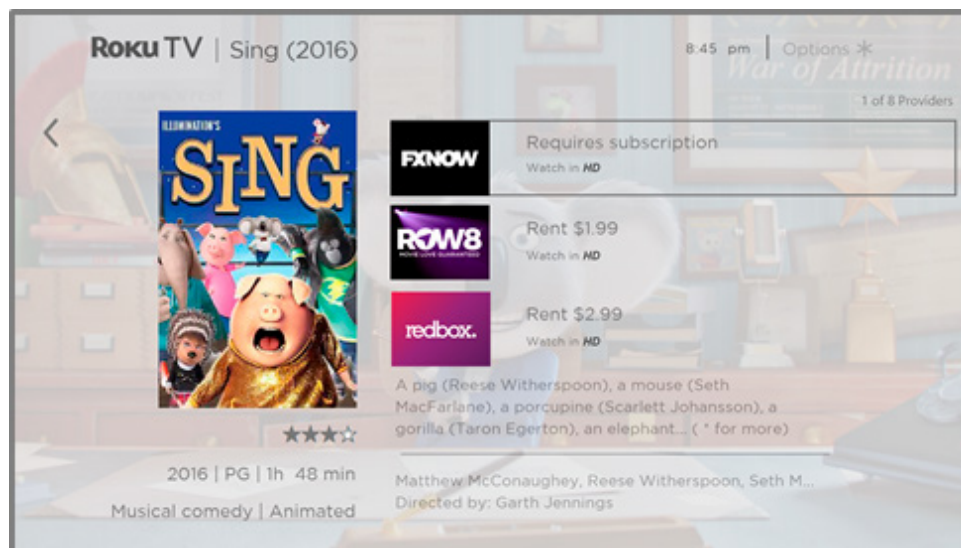 Roku TV | Sing (2016)
8:45 pm | Options *
War of Attrition
1 of 8 Providers
ILLUMINATION'S
SING
FXNOW
Requires subscription
Watch in HD
ROW8
MOVIE LOVE GUARANTEED
Rent $1.99
Watch in HD
redbox.
Rent $2.99
Watch in HD
A pig (Reese Witherspoon), a mouse (Seth
MacFarlane), a porcupine (Scarlett Johansson), a
gorilla (Taron Egerton), an elephant... ( * for more)
2016 | PG | 1h 48 min
Musical comedy | Animated
Matthew McConaughey, Reese Witherspoon, Seth M...
Directed by: Garth Jennings